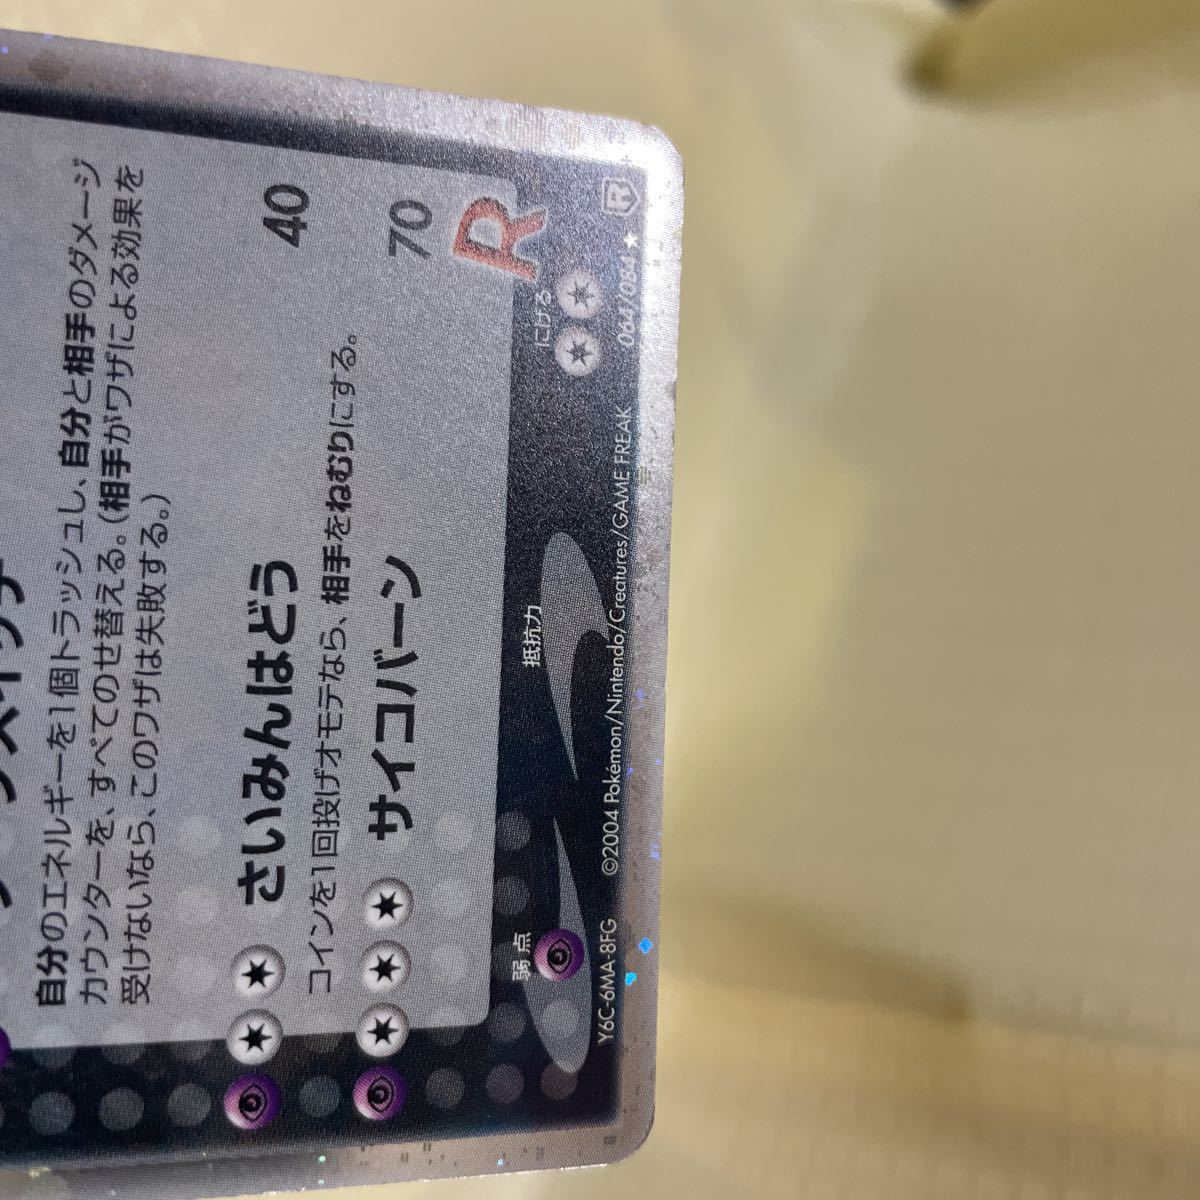 自分のエネルギーを1個トラッシュし、自分と相手のダメージ
カウンターを、すべてのせ替える。(相手がワザによる効果を
受けないなら、このワザは失敗する。)
さいみんはどう 40
コインを1回投げオモテなら、相手をねむりにする。
サイコバーン 70
R
弱点 抵抗力 にげる
Y6C-6MA-8FG ©2004 Pokémon/Nintendo/Creatures/GAME FREAK 064/084 ★ R